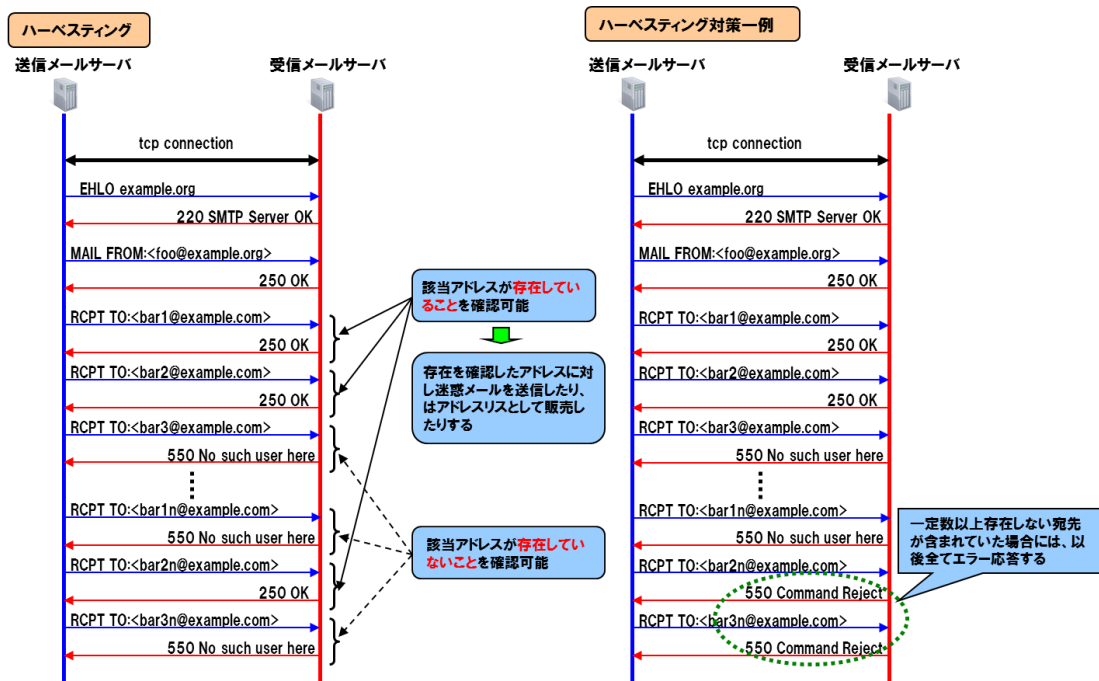 ハーベスティング
送信メールサーバ
受信メールサーバ
tcp connection
EHLO example.org
220 SMTP Server OK
MAIL FROM:<foo@example.org>
250 OK
RCPT TO:<bar1@example.com>
250 OK
RCPT TO:<bar2@example.com>
250 OK
RCPT TO:<bar3@example.com>
550 No such user here
RCPT TO:<bar1n@example.com>
550 No such user here
RCPT TO:<bar2n@example.com>
250 OK
RCPT TO:<bar3n@example.com>
550 No such user here
該当アドレスが存在してい
ることを確認可能
存在を確認したアドレスに対
し迷惑メールを送信したり、
はアドレスリスとして販売し
たりする
該当アドレスが存在してい
ないことを確認可能
ハーベスティング対策一例
送信メールサーバ
受信メールサーバ
tcp connection
EHLO example.org
220 SMTP Server OK
MAIL FROM:<foo@example.org>
250 OK
RCPT TO:<bar1@example.com>
250 OK
RCPT TO:<bar2@example.com>
250 OK
RCPT TO:<bar3@example.com>
550 No such user here
RCPT TO:<bar1n@example.com>
550 No such user here
RCPT TO:<bar2n@example.com>
550 Command Reject
RCPT TO:<bar3n@example.com>
550 Command Reject
一定数以上存在しない宛先
が含まれていた場合には、以
後全てエラー応答する